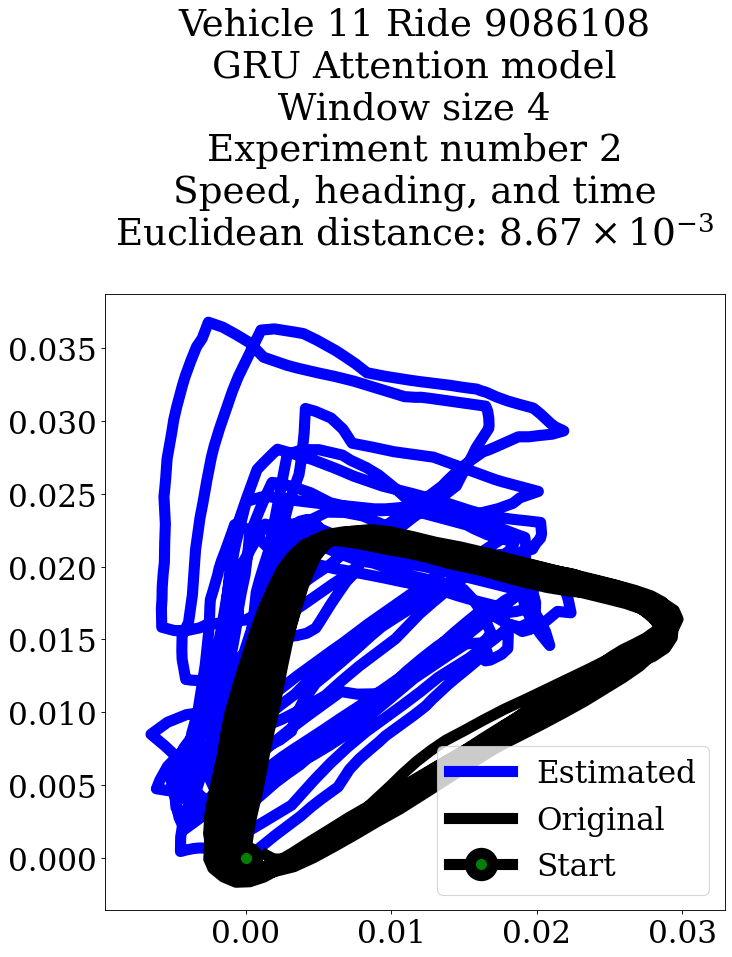 Vehicle 11 Ride 9086108
GRU Attention model
Window size 4
Experiment number 2
Speed, heading, and time
Euclidean distance: 8.67 × 10⁻³
0.035
0.030
0.025
0.020
0.015
0.010
0.005
0.000
Estimated
Original
Start
0.00 0.01 0.02 0.03